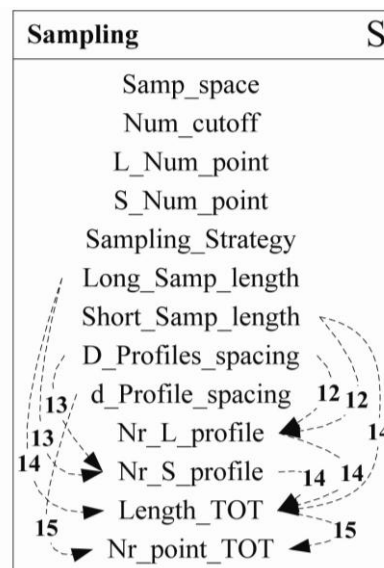 Sampling S
Samp_space
Num_cutoff
L_Num_point
S_Num_point
Sampling_Strategy
Long_Samp_length
Short_Samp_length
D_Profiles_spacing
d_Profile_spacing 12 12
13 Nr_L_profile 14
13 Nr_S_profile 14 14
14 Length_TOT
15 Nr_point_TOT 15